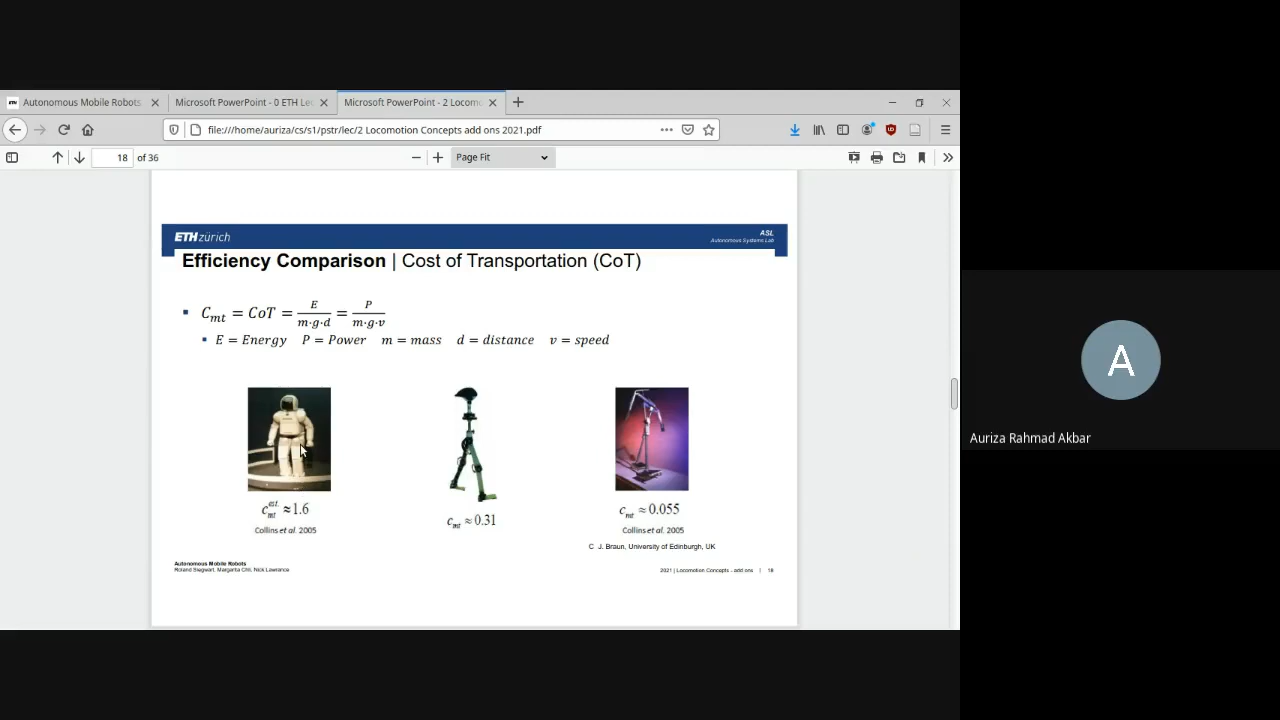 Autonomous Mobile Robots
Microsoft PowerPoint - 0 ETH Lec
Microsoft PowerPoint - 2 Locomo
file:///home/auriza/cs/s1/pstr/lec/2 Locomotion Concepts add ons 2021.pdf
18 of 36
Page Fit
ETH zürich
ASL
Autonomous Systems Lab
Efficiency Comparison | Cost of Transportation (CoT)
C_mt = CoT = E/(m·g·d) = P/(m·g·v)
E = Energy P = Power m = mass d = distance v = speed
c_mt^est. ≈ 1.6
Collins et al. 2005
c_mt ≈ 0.31
c_mt ≈ 0.055
Collins et al. 2005
C J. Braun, University of Edinburgh, UK
Autonomous Mobile Robots
Roland Siegwart, Margarita Chli, Nick Lawrance
2021 | Locomotion Concepts - add ons | 18
A
Auriza Rahmad Akbar